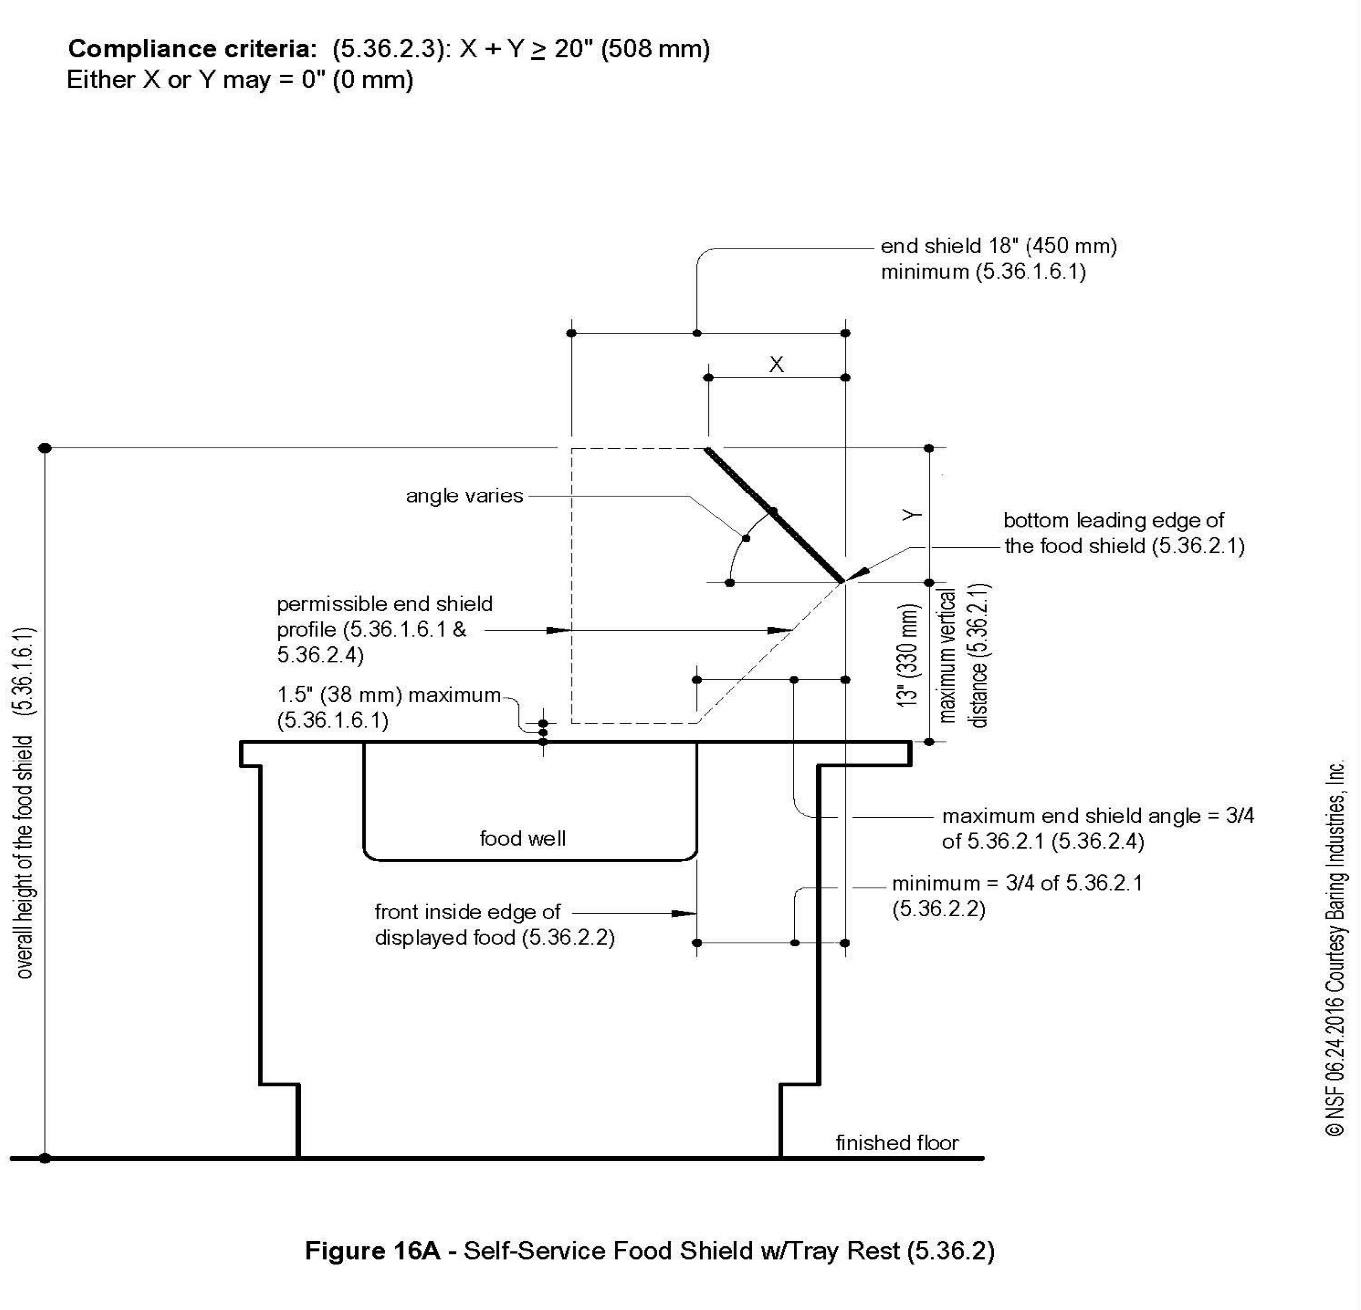 Compliance criteria: (5.36.2.3): X + Y ≥ 20" (508 mm)
Either X or Y may = 0" (0 mm)
end shield 18" (450 mm)
minimum (5.36.1.6.1)
X
angle varies
Y
bottom leading edge of
the food shield (5.36.2.1)
permissible end shield
profile (5.36.1.6.1 &
5.36.2.4)
13" (330 mm)
maximum vertical
distance (5.36.2.1)
1.5" (38 mm) maximum
(5.36.1.6.1)
overall height of the food shield (5.36.1.6.1)
food well
maximum end shield angle = 3/4
of 5.36.2.1 (5.36.2.4)
minimum = 3/4 of 5.36.2.1
(5.36.2.2)
front inside edge of
displayed food (5.36.2.2)
finished floor
© NSF 06.24.2016 Courtesy Baring Industries, Inc.
Figure 16A - Self-Service Food Shield w/Tray Rest (5.36.2)